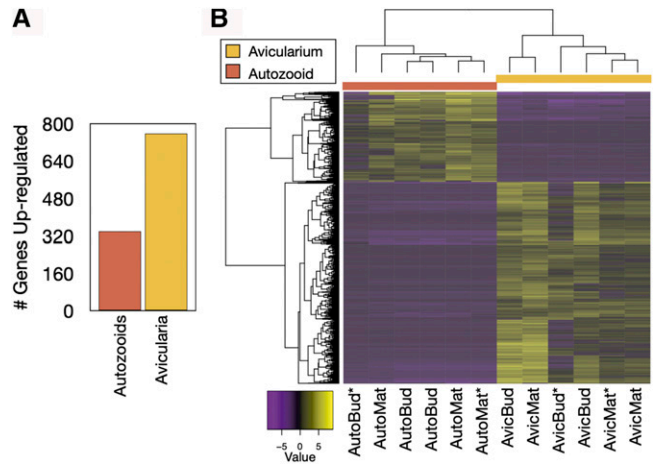 A
B
Avicularium
Autozooid
# Genes Up-regulated
800
640
480
320
160
0
Autozooids
Avicularia
AutoBud*
AutoMat
AutoBud
AutoBud
AutoMat
AutoMat*
AvicBud
AvicMat
AvicBud*
AvicBud
AvicMat*
AvicMat
−5 0 5
Value